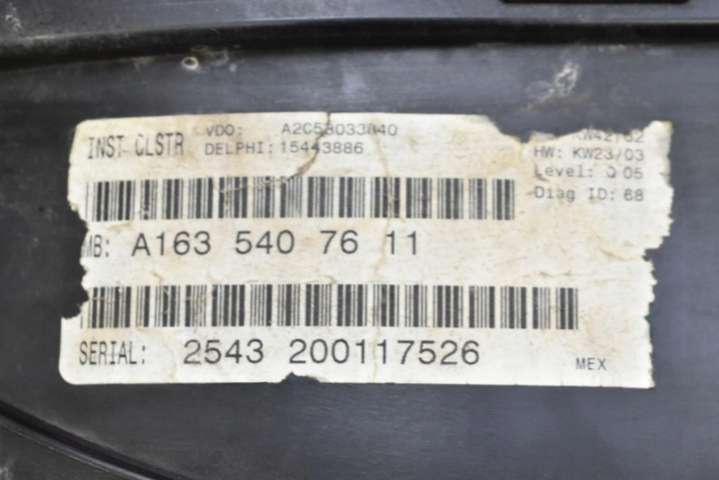 INST CLSTR
VDO: A2C53033840
DELPHI: 15443886
HW: KW23/03
Level: Q 05
Diag ID: 68
MB: A163 540 76 11
SERIAL: 2543 200117526
MEX